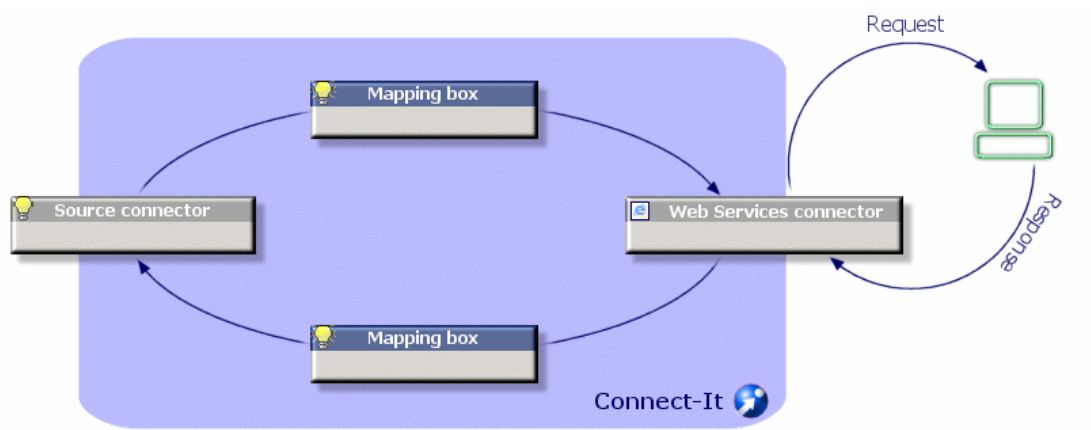 Request
Mapping box
Source connector
Web Services connector
Response
Mapping box
Connect-It